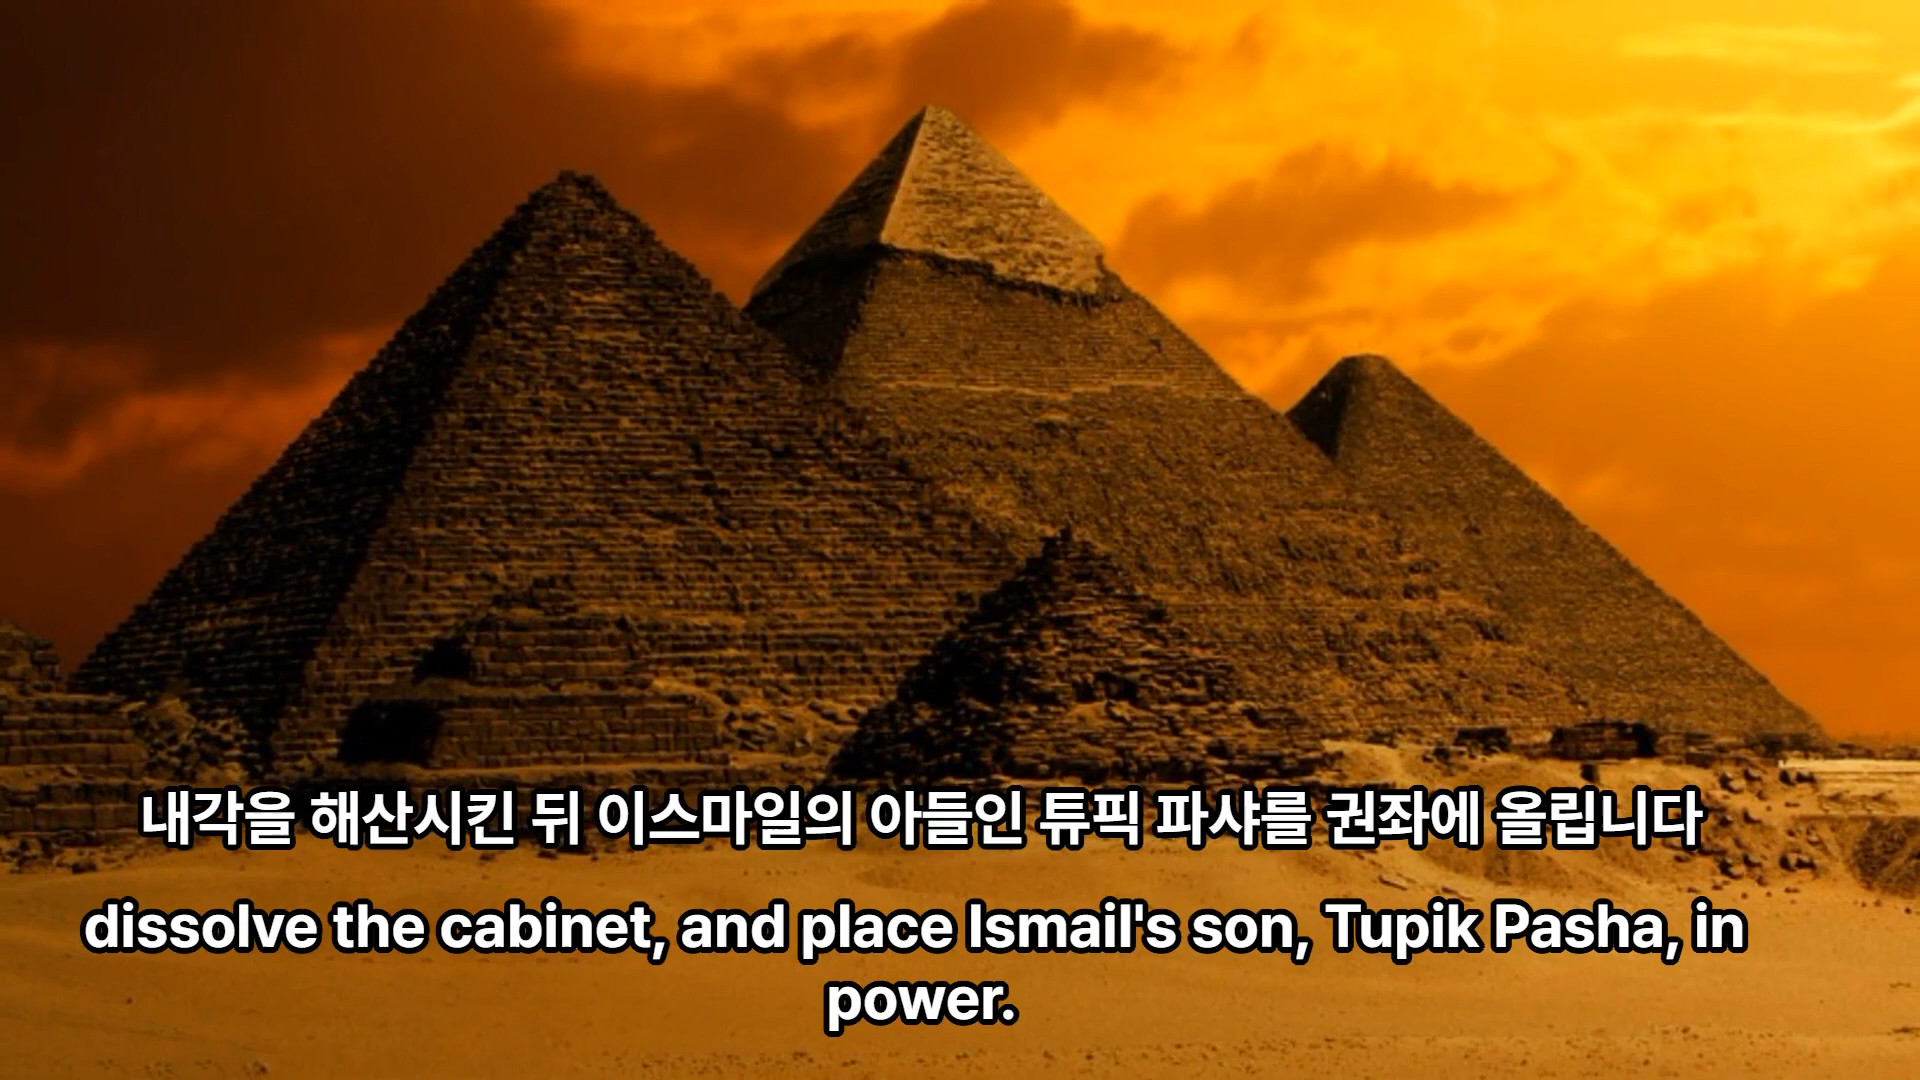 내각을 해산시킨 뒤 이스마일의 아들인 튜픽 파샤를 권좌에 올립니다
dissolve the cabinet, and place Ismail's son, Tupik Pasha, in
power.